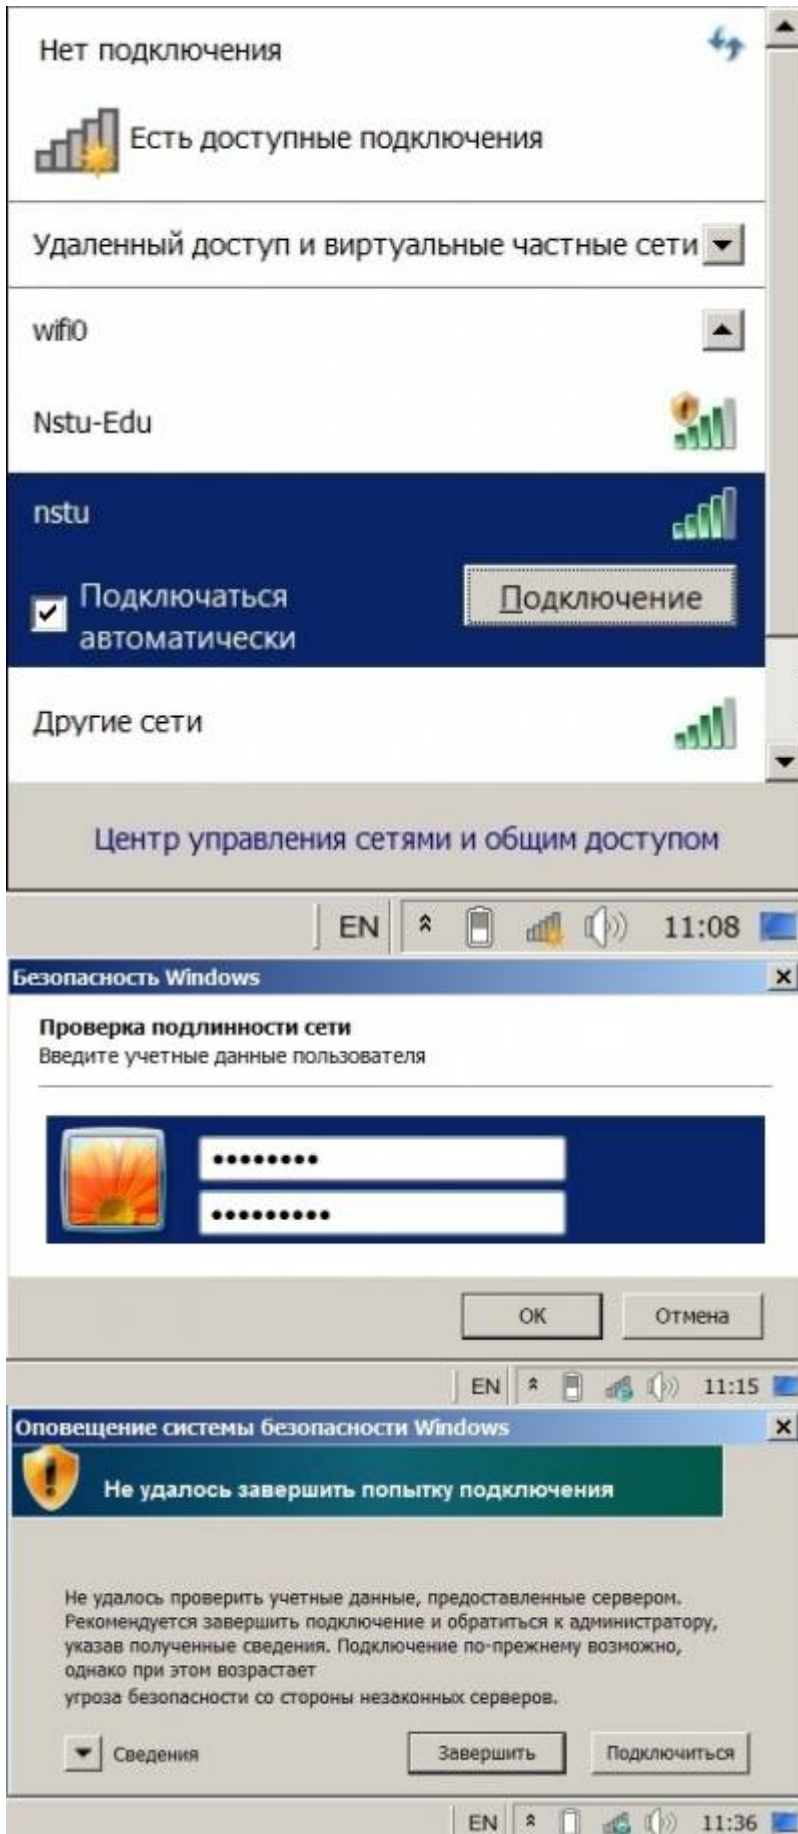 Нет подключения
Есть доступные подключения
Удаленный доступ и виртуальные частные сети
wifi0
Nstu-Edu
nstu
Подключаться
автоматически
Подключение
Другие сети
Центр управления сетями и общим доступом
EN 11:08
Безопасность Windows
Проверка подлинности сети
Введите учетные данные пользователя
••••••••
•••••••••
ОК Отмена
EN 11:15
Оповещение системы безопасности Windows
Не удалось завершить попытку подключения
Не удалось проверить учетные данные, предоставленные сервером.
Рекомендуется завершить подключение и обратиться к администратору,
указав полученные сведения. Подключение по-прежнему возможно,
однако при этом возрастает
угроза безопасности со стороны незаконных серверов.
Сведения Завершить Подключиться
EN 11:36